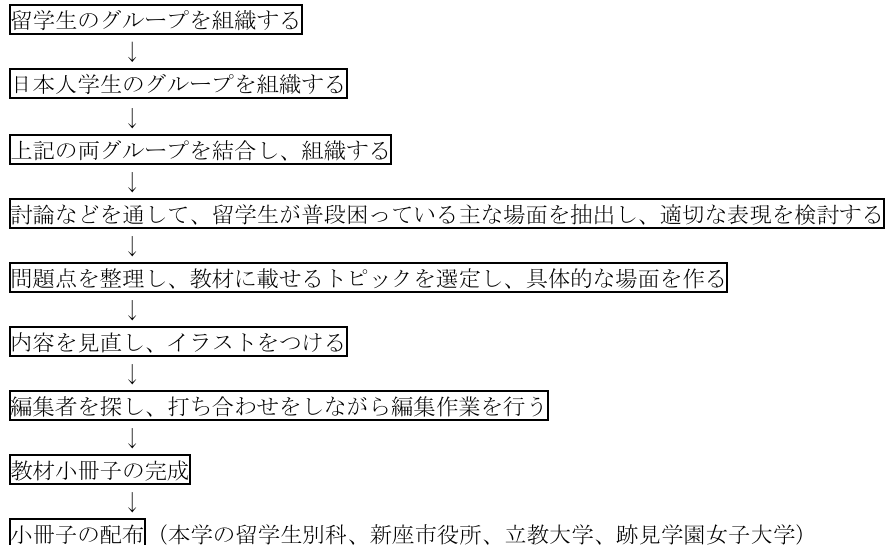 留学生のグループを組織する
↓
日本人学生のグループを組織する
↓
上記の両グループを結合し、組織する
↓
討論などを通して、留学生が普段困っている主な場面を抽出し、適切な表現を検討する
↓
問題点を整理し、教材に載せるトピックを選定し、具体的な場面を作る
↓
内容を見直し、イラストをつける
↓
編集者を探し、打ち合わせをしながら編集作業を行う
↓
教材小冊子の完成
↓
小冊子の配布（本学の留学生別科、新座市役所、立教大学、跡見学園女子大学）